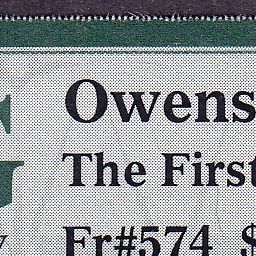 Owens
The First
Fr#574 $